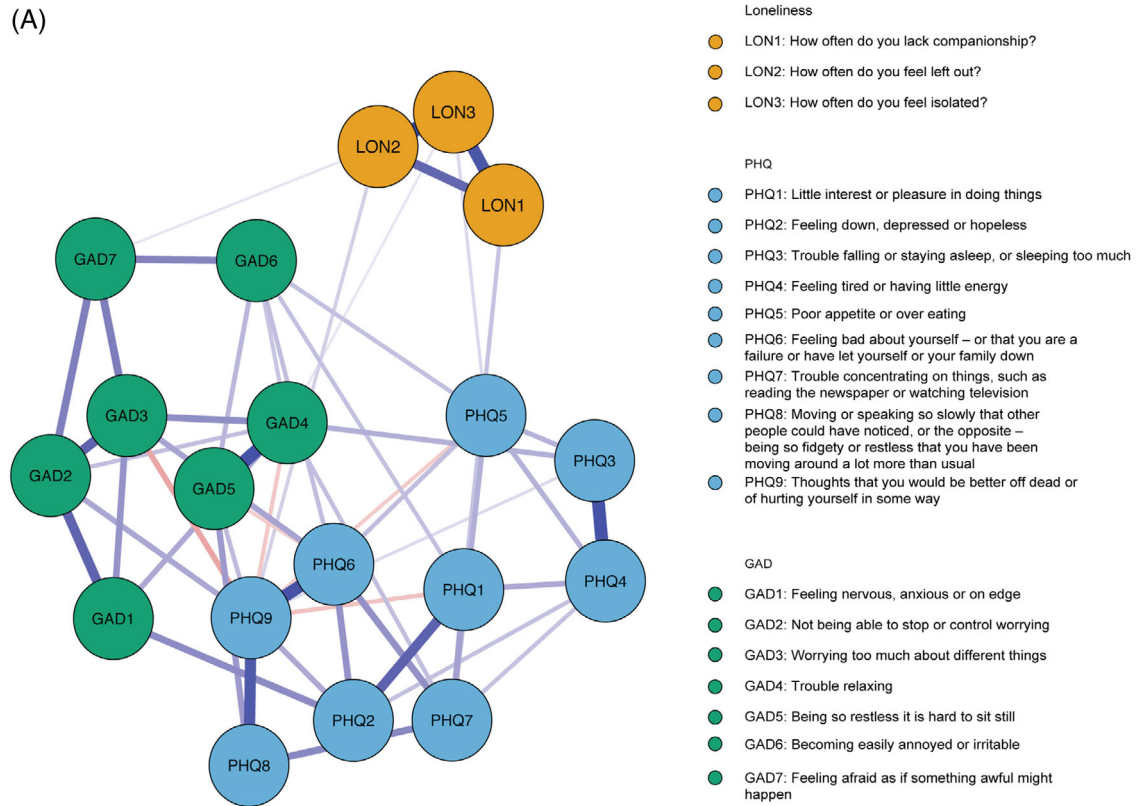 (A)
LON3
LON2
LON1
GAD7
GAD6
GAD3
GAD4
PHQ5
GAD2
GAD5
PHQ3
PHQ6
PHQ1
PHQ4
GAD1
PHQ9
PHQ2
PHQ7
PHQ8
Loneliness
LON1: How often do you lack companionship?
LON2: How often do you feel left out?
LON3: How often do you feel isolated?
PHQ
PHQ1: Little interest or pleasure in doing things
PHQ2: Feeling down, depressed or hopeless
PHQ3: Trouble falling or staying asleep, or sleeping too much
PHQ4: Feeling tired or having little energy
PHQ5: Poor appetite or over eating
PHQ6: Feeling bad about yourself – or that you are a
failure or have let yourself or your family down
PHQ7: Trouble concentrating on things, such as
reading the newspaper or watching television
PHQ8: Moving or speaking so slowly that other
people could have noticed, or the opposite –
being so fidgety or restless that you have been
moving around a lot more than usual
PHQ9: Thoughts that you would be better off dead or
of hurting yourself in some way
GAD
GAD1: Feeling nervous, anxious or on edge
GAD2: Not being able to stop or control worrying
GAD3: Worrying too much about different things
GAD4: Trouble relaxing
GAD5: Being so restless it is hard to sit still
GAD6: Becoming easily annoyed or irritable
GAD7: Feeling afraid as if something awful might
happen